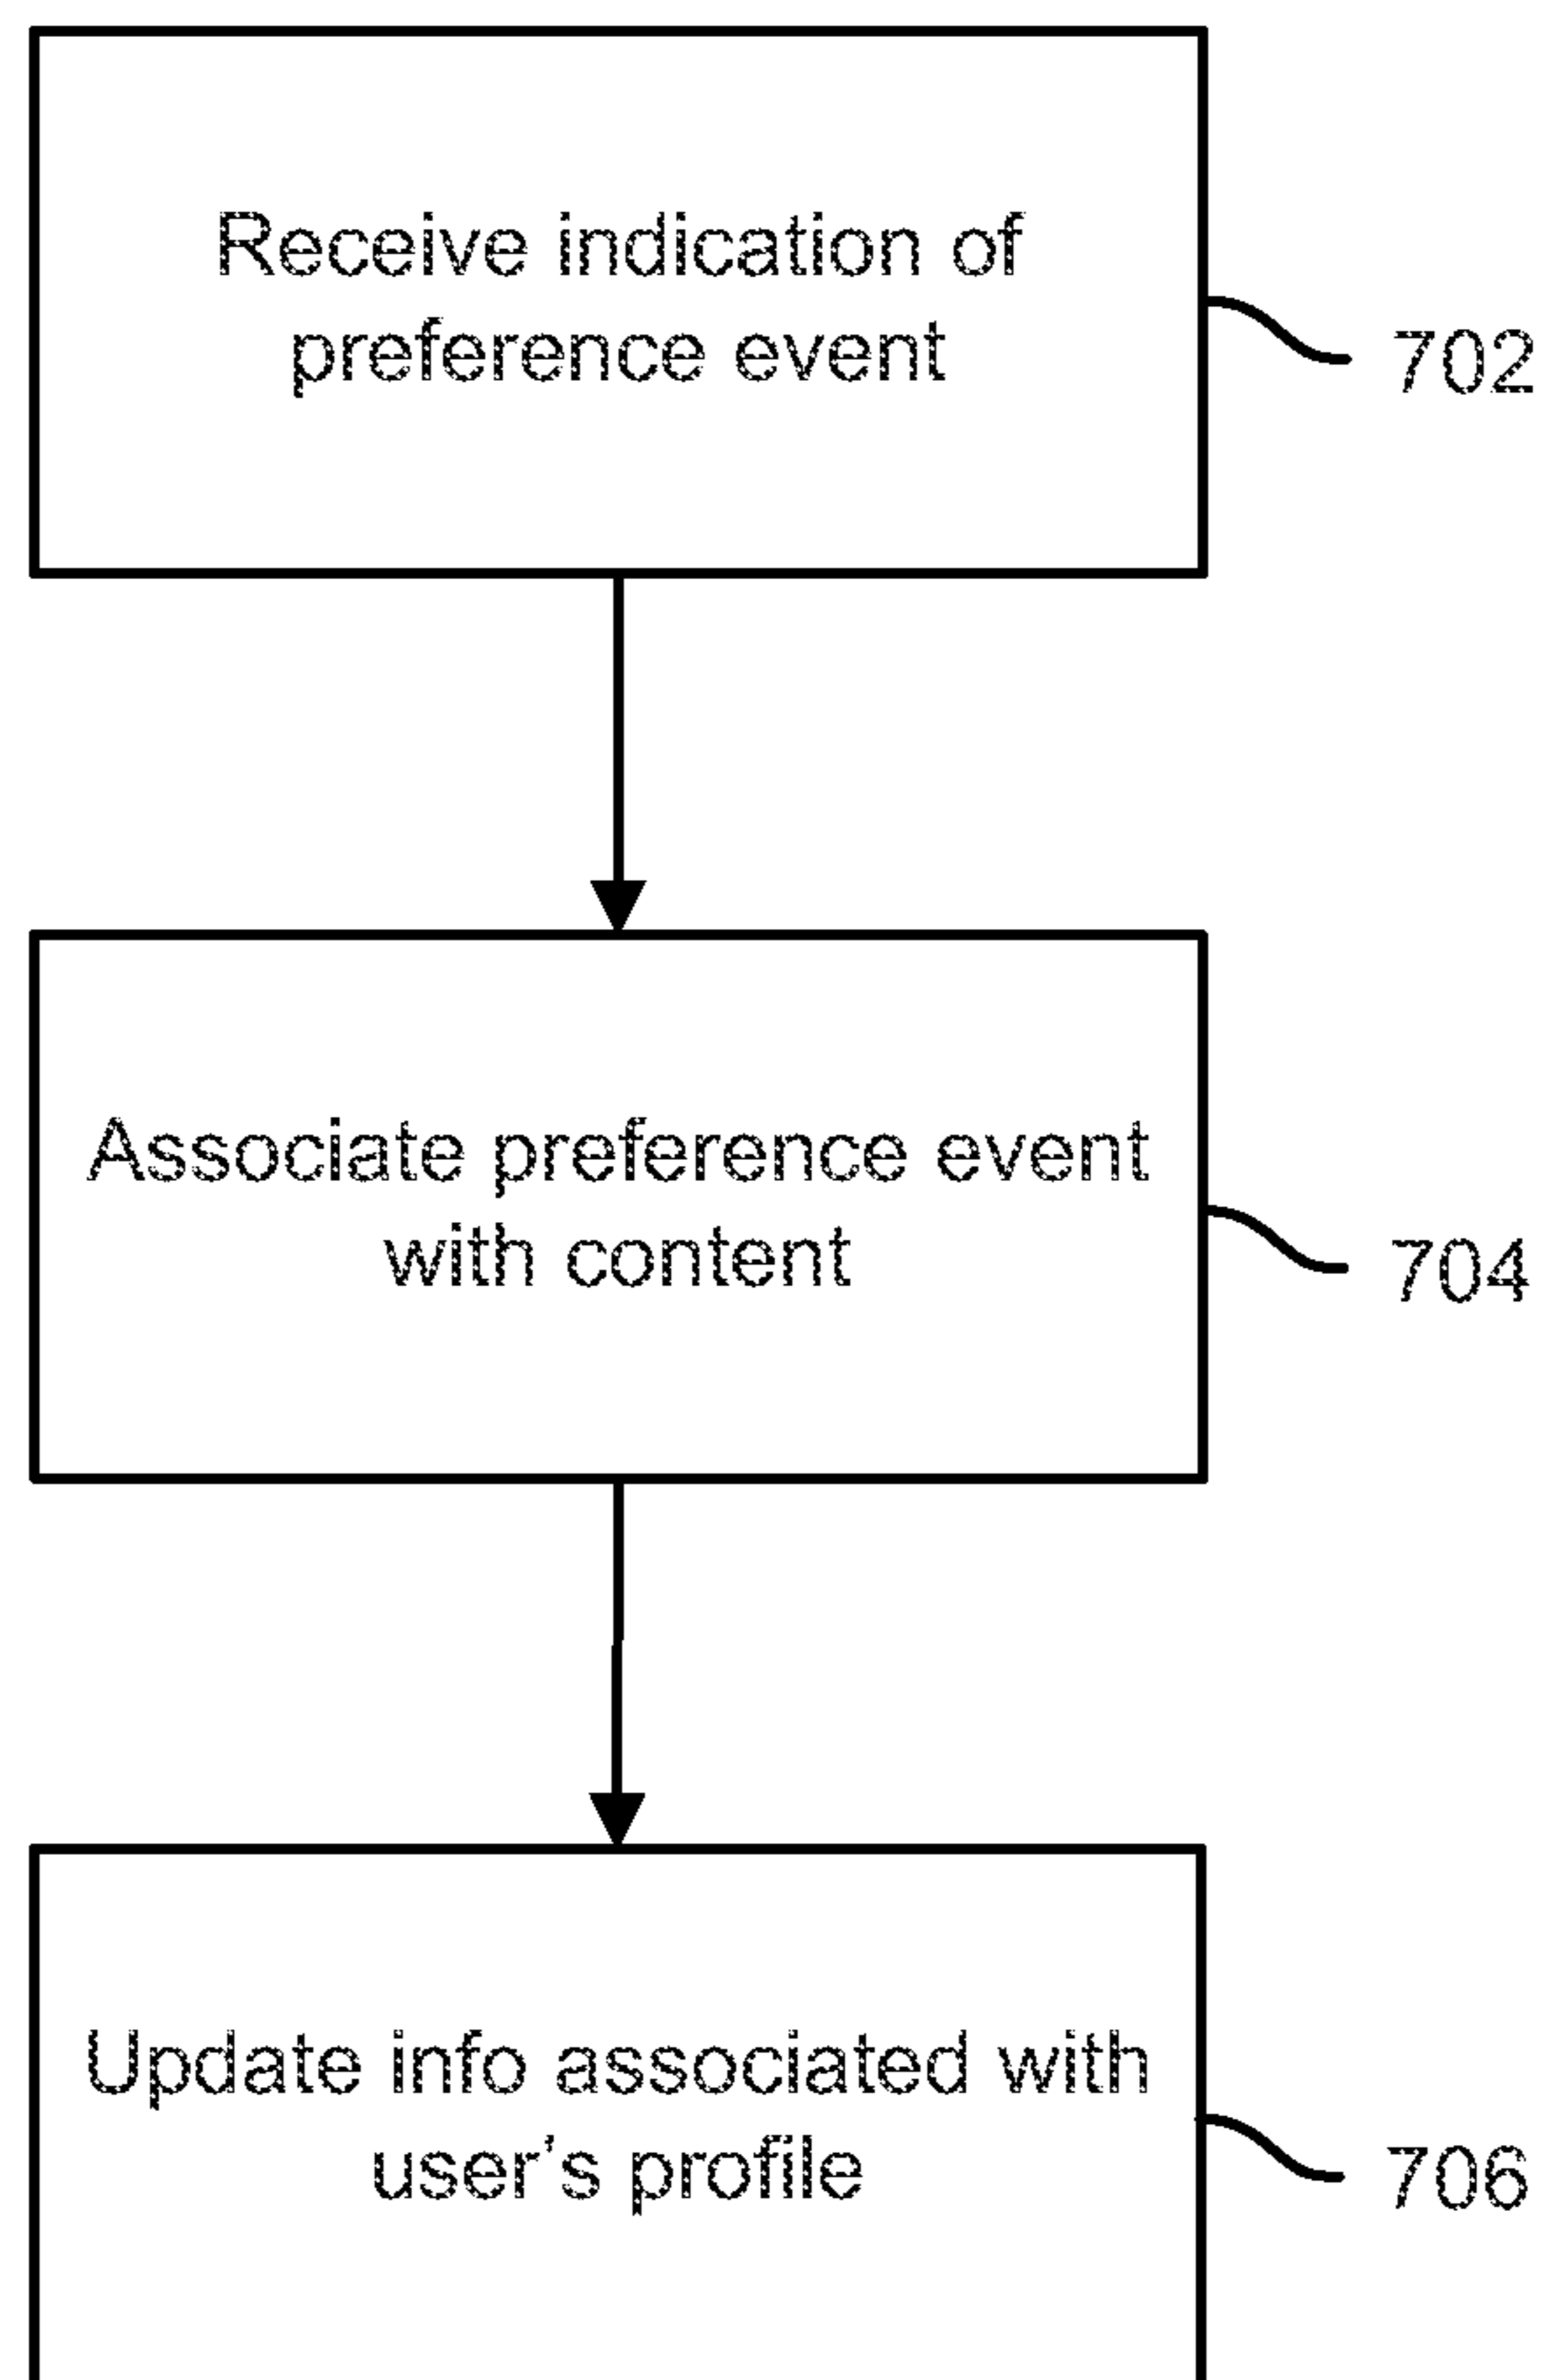 Receive indication of
preference event
702
Associate preference event
with content
704
Update info associated with
user’s profile
706